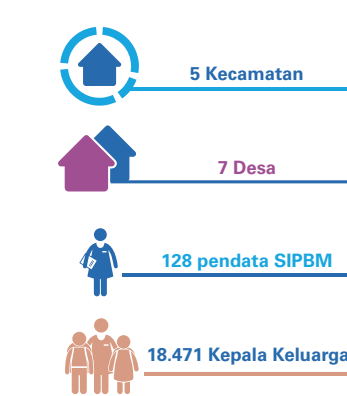 5 Kecamatan
7 Desa
128 pendata SIPBM
18.471 Kepala Keluarga